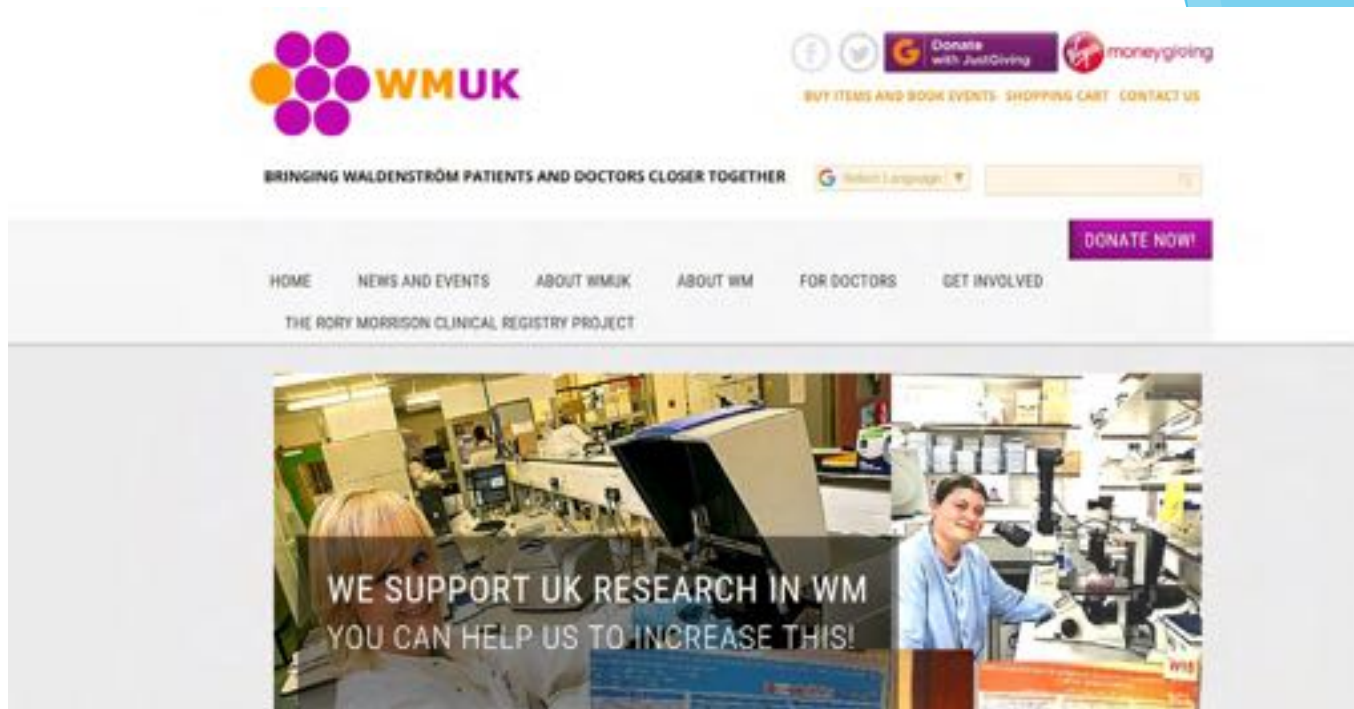 WMUK
Donate
with JustGiving
Virgin moneygiving
BUY ITEMS AND BOOK EVENTS SHOPPING CART CONTACT US
BRINGING WALDENSTRÖM PATIENTS AND DOCTORS CLOSER TOGETHER
Select Language
DONATE NOW!
HOME NEWS AND EVENTS ABOUT WMUK ABOUT WM FOR DOCTORS GET INVOLVED
THE RORY MORRISON CLINICAL REGISTRY PROJECT
WE SUPPORT UK RESEARCH IN WM
YOU CAN HELP US TO INCREASE THIS!